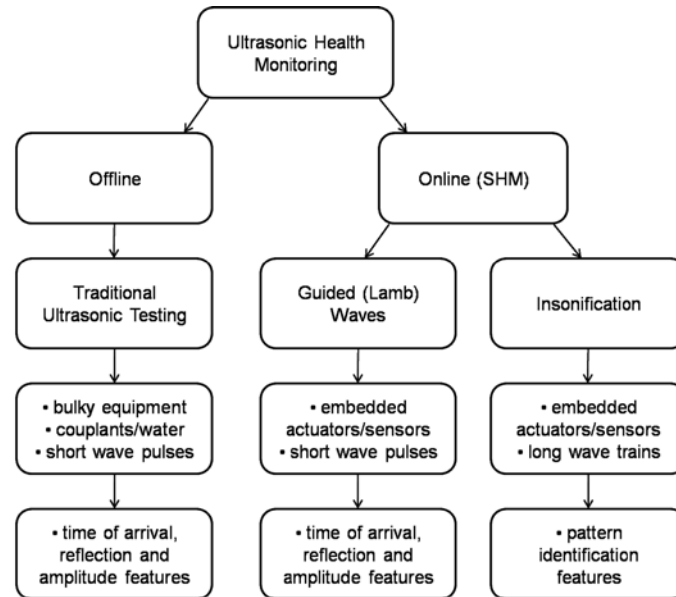 Ultrasonic Health
Monitoring
Offline
Online (SHM)
Traditional
Ultrasonic Testing
Guided (Lamb)
Waves
Insonification
▪ bulky equipment
▪ couplants/water
▪ short wave pulses
▪ embedded
actuators/sensors
▪ short wave pulses
▪ embedded
actuators/sensors
▪ long wave trains
▪ time of arrival,
reflection and
amplitude features
▪ time of arrival,
reflection and
amplitude features
▪ pattern
identification
features